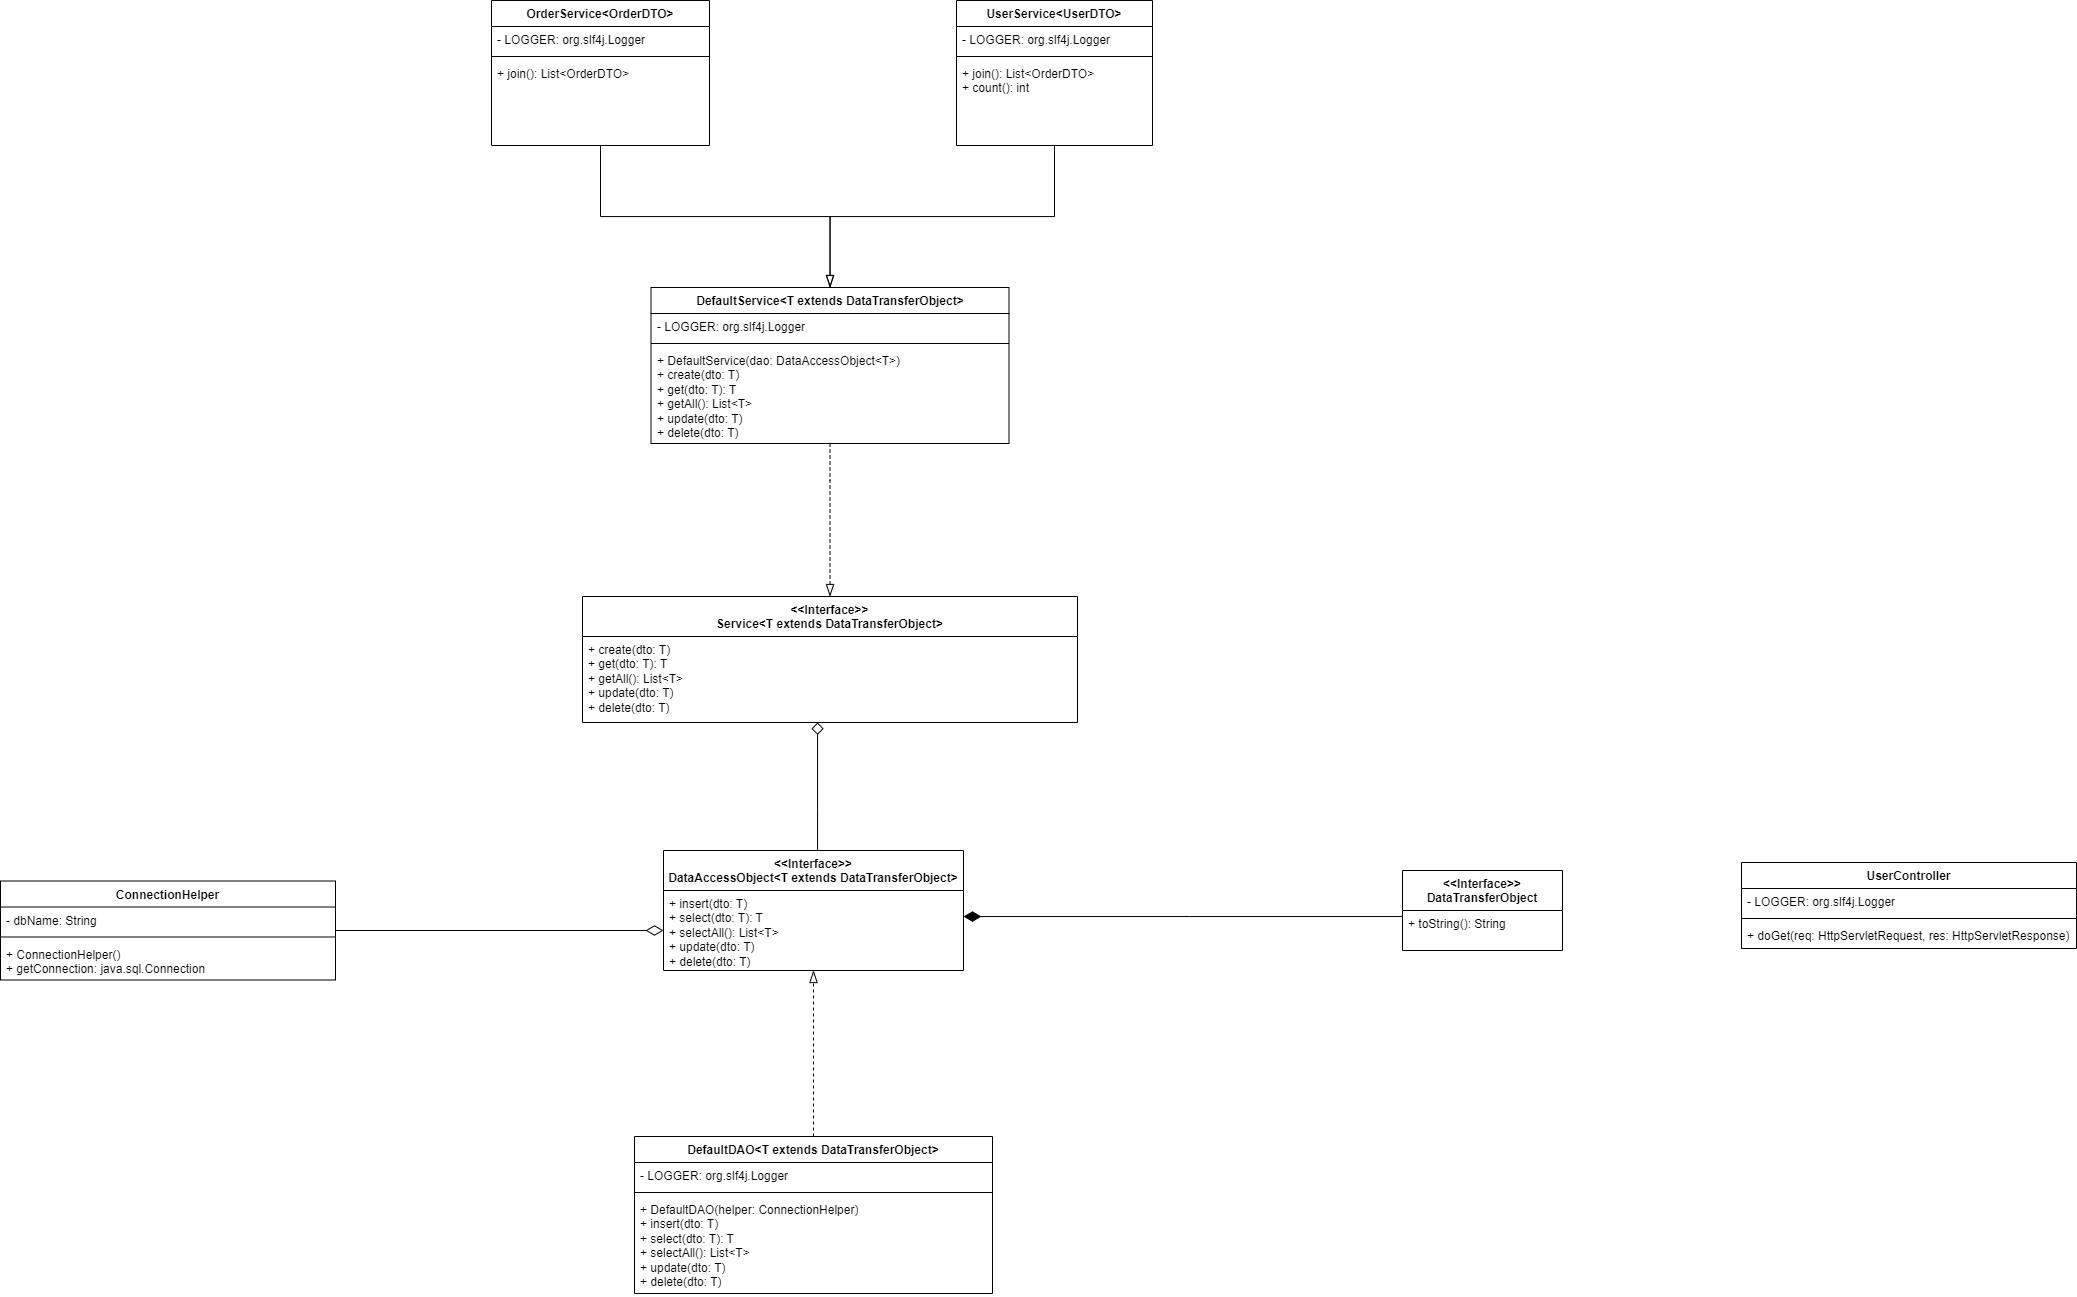 OrderService<OrderDTO>
- LOGGER: org.slf4j.Logger
+ join(): List<OrderDTO>
UserService<UserDTO>
- LOGGER: org.slf4j.Logger
+ join(): List<OrderDTO>
+ count(): int
DefaultService<T extends DataTransferObject>
- LOGGER: org.slf4j.Logger
+ DefaultService(dao: DataAccessObject<T>)
+ create(dto: T)
+ get(dto: T): T
+ getAll(): List<T>
+ update(dto: T)
+ delete(dto: T)
<<Interface>>
Service<T extends DataTransferObject>
+ create(dto: T)
+ get(dto: T): T
+ getAll(): List<T>
+ update(dto: T)
+ delete(dto: T)
ConnectionHelper
- dbName: String
+ ConnectionHelper()
+ getConnection: java.sql.Connection
<<Interface>>
DataAccessObject<T extends DataTransferObject>
+ insert(dto: T)
+ select(dto: T): T
+ selectAll(): List<T>
+ update(dto: T)
+ delete(dto: T)
<<Interface>>
DataTransferObject
+ toString(): String
UserController
- LOGGER: org.slf4j.Logger
+ doGet(req: HttpServletRequest, res: HttpServletResponse)
DefaultDAO<T extends DataTransferObject>
- LOGGER: org.slf4j.Logger
+ DefaultDAO(helper: ConnectionHelper)
+ insert(dto: T)
+ select(dto: T): T
+ selectAll(): List<T>
+ update(dto: T)
+ delete(dto: T)